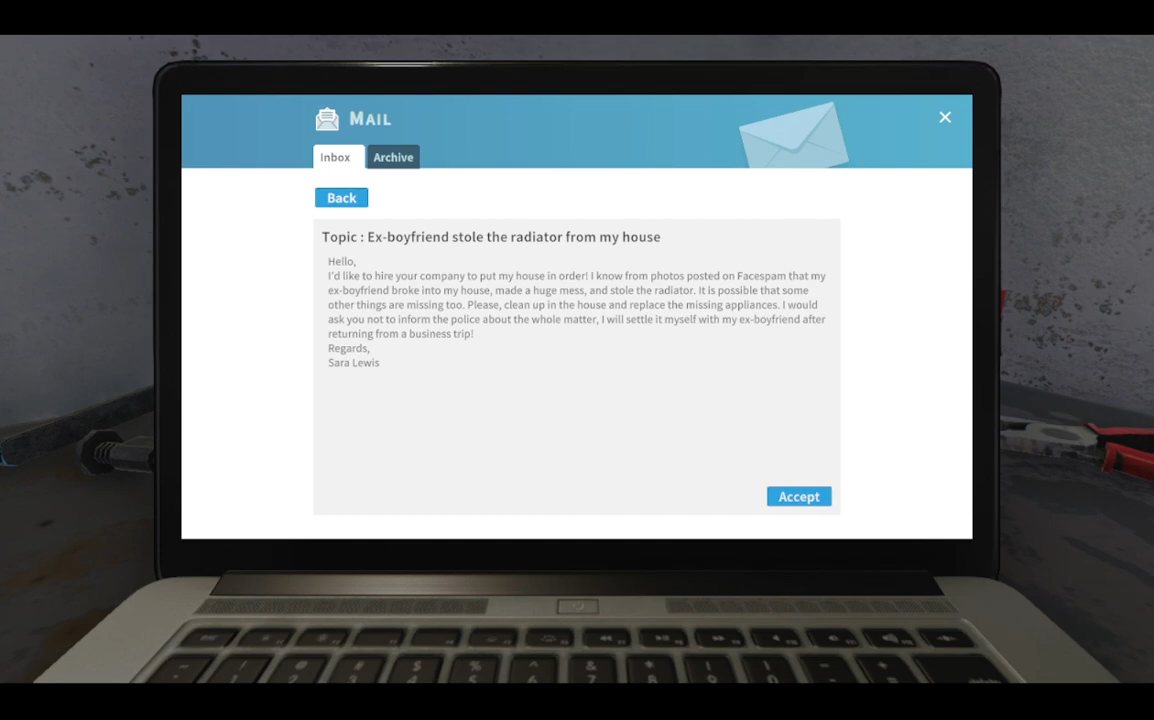 MAIL
Inbox
Archive
Back
Topic : Ex-boyfriend stole the radiator from my house
Hello,
I'd like to hire your company to put my house in order! I know from photos posted on Facespam that my
ex-boyfriend broke into my house, made a huge mess, and stole the radiator. It is possible that some
other things are missing too. Please, clean up in the house and replace the missing appliances. I would
ask you not to inform the police about the whole matter, I will settle it myself with my ex-boyfriend after
returning from a business trip!
Regards,
Sara Lewis
Accept